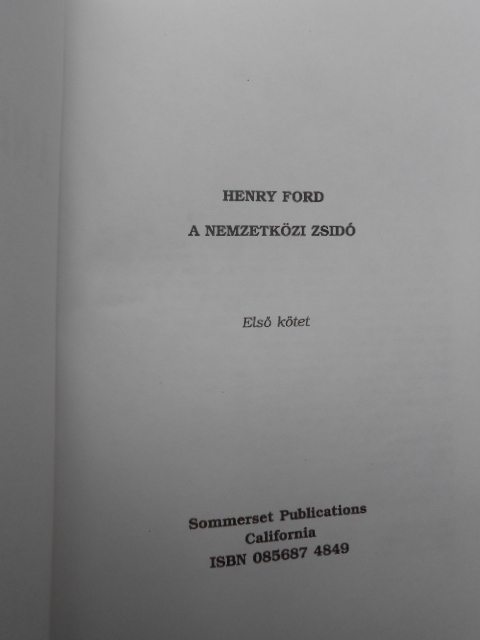 HENRY FORD
A NEMZETKÖZI ZSIDÓ
Első kötet
Sommerset Publications
California
ISBN 085687 4849